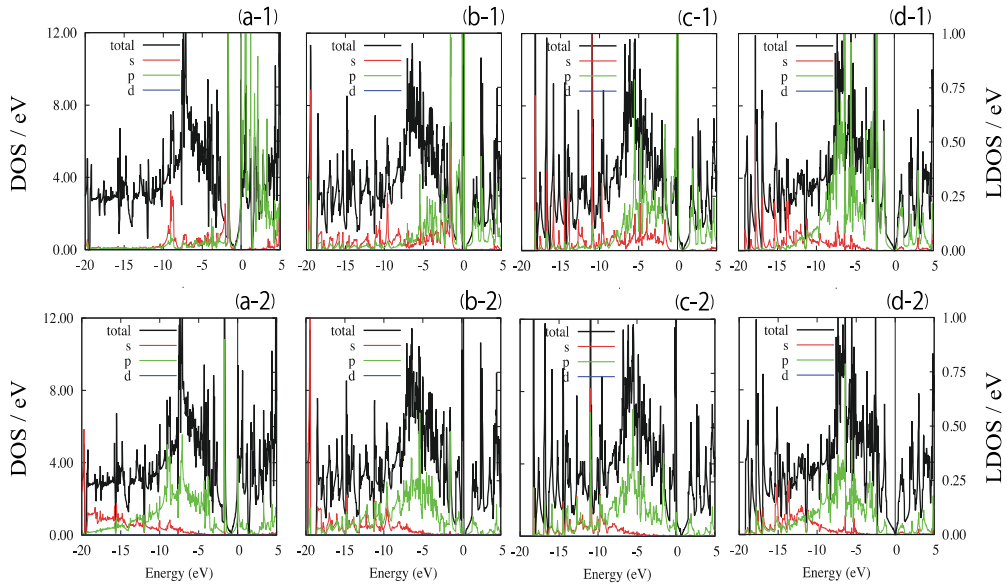 (a-1) (b-1) (c-1) (d-1)
12.00 8.00 4.00 0.00
DOS / eV
total
s
p
d
total
s
p
d
total
s
p
d
total
s
p
d
1.00 0.75 0.50 0.25 0.00
LDOS / eV
-20 -15 -10 -5 0 5 -20 -15 -10 -5 0 5 -20 -15 -10 -5 0 5 -20 -15 -10 -5 0 5
(a-2) (b-2) (c-2) (d-2)
12.00 8.00 4.00 0.00
DOS / eV
total
s
p
d
total
s
p
d
total
s
p
d
total
s
p
d
1.00 0.75 0.50 0.25 0.00
LDOS / eV
-20 -15 -10 -5 0 5 -20 -15 -10 -5 0 5 -20 -15 -10 -5 0 5 -20 -15 -10 -5 0 5
Energy (eV) Energy (eV) Energy (eV) Energy (eV)